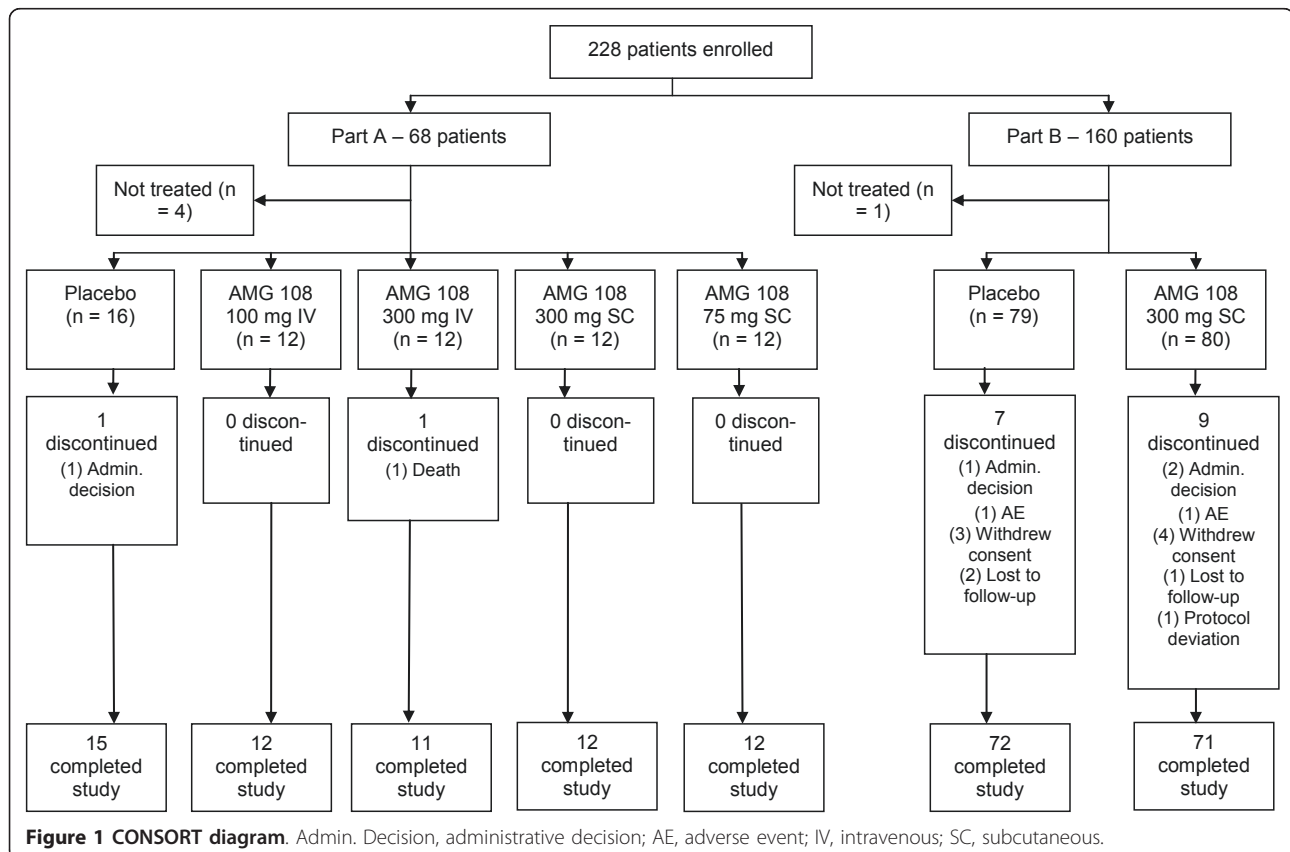 228 patients enrolled
Part A – 68 patients
Part B – 160 patients
Not treated (n
= 4)
Not treated (n
= 1)
Placebo
(n = 16)
AMG 108
100 mg IV
(n = 12)
AMG 108
300 mg IV
(n = 12)
AMG 108
300 mg SC
(n = 12)
AMG 108
75 mg SC
(n = 12)
Placebo
(n = 79)
AMG 108
300 mg SC
(n = 80)
1
discontinued
(1) Admin.
decision
0 discon-
tinued
1
discontinued
(1) Death
0 discon-
tinued
0 discon-
tinued
7
discontinued
(1) Admin.
decision
(1) AE
(3) Withdrew
consent
(2) Lost to
follow-up
9
discontinued
(2) Admin.
decision
(1) AE
(4) Withdrew
consent
(1) Lost to
follow-up
(1) Protocol
deviation
15
completed
study
12
completed
study
11
completed
study
12
completed
study
12
completed
study
72
completed
study
71
completed
study
Figure 1 CONSORT diagram. Admin. Decision, administrative decision; AE, adverse event; IV, intravenous; SC, subcutaneous.